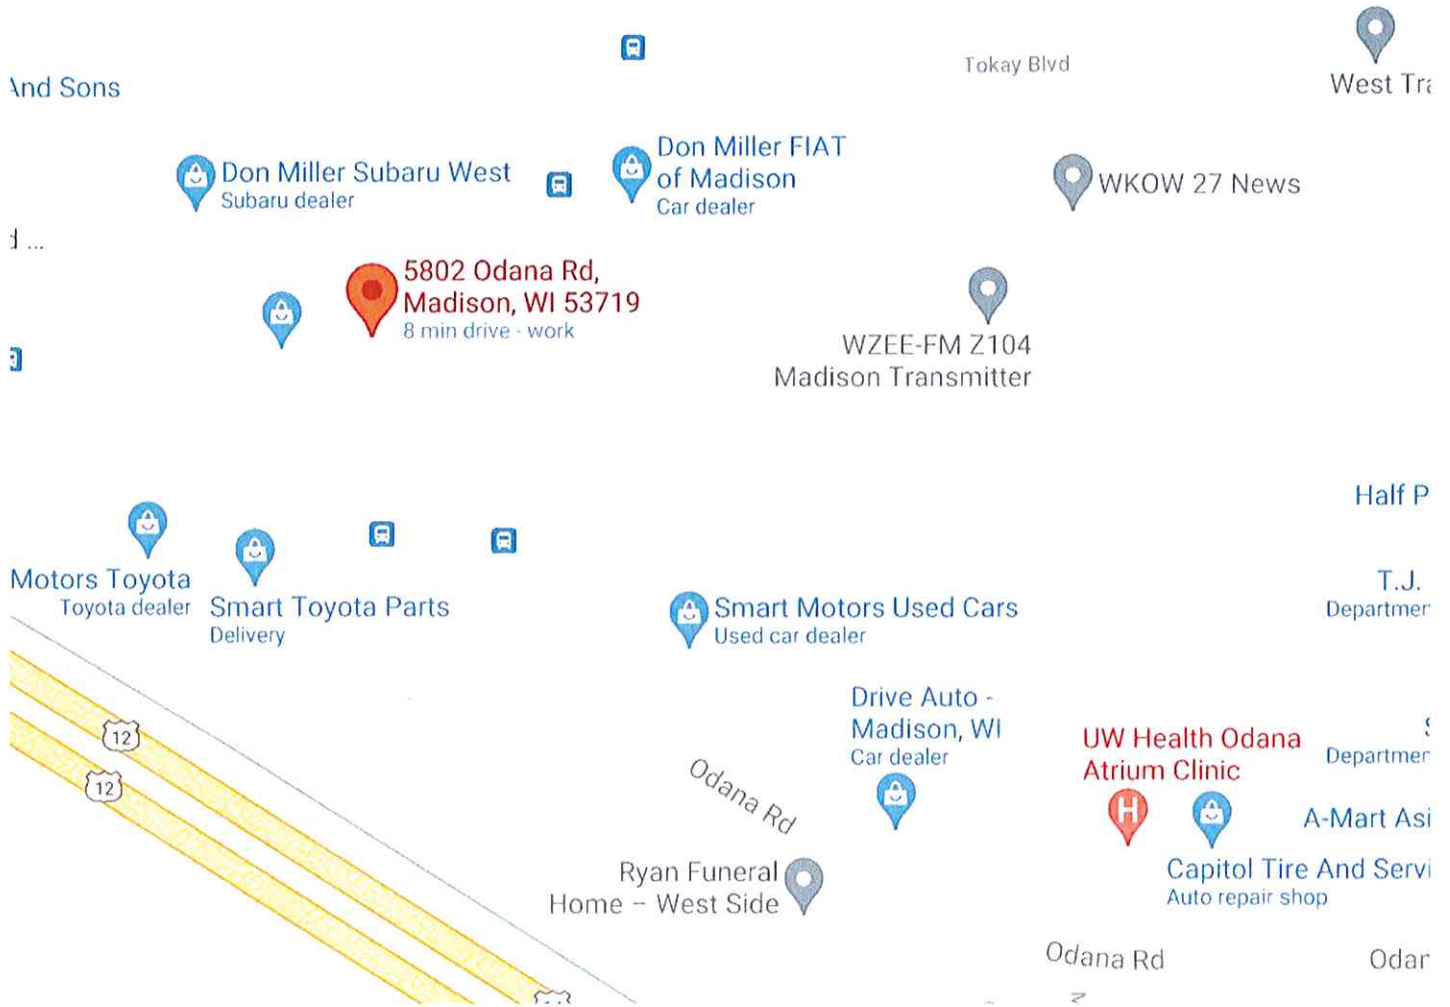 Tokay Blvd
And Sons
West Tra
Don Miller Subaru West
Subaru dealer
Don Miller FIAT
of Madison
Car dealer
WKOW 27 News
d ...
5802 Odana Rd,
Madison, WI 53719
8 min drive - work
WZEE-FM Z104
Madison Transmitter
Half P
Motors Toyota
Toyota dealer
Smart Toyota Parts
Delivery
Smart Motors Used Cars
Used car dealer
T.J.
Departmen
12
12
Drive Auto -
Madison, WI
Car dealer
UW Health Odana
Atrium Clinic
H
Departmen
Odana Rd
A-Mart Asi
Ryan Funeral
Home – West Side
Capitol Tire And Servi
Auto repair shop
Odana Rd
Odan